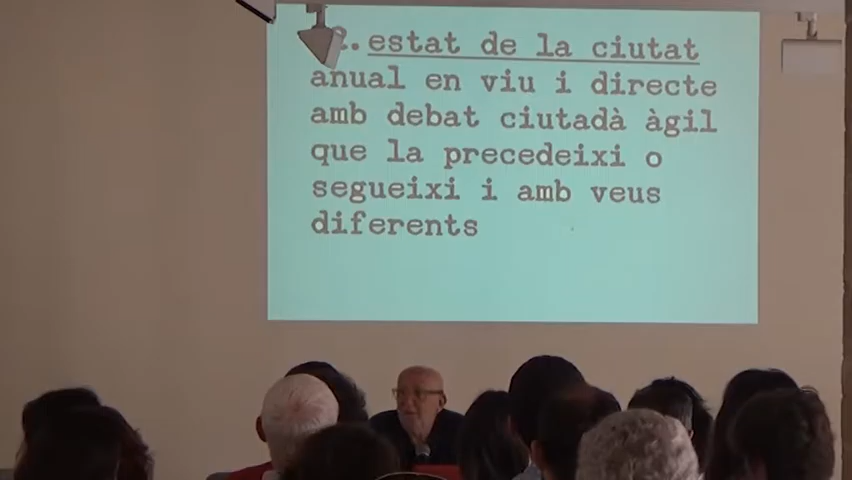 estat de la ciutat
anual en viu i directe
amb debat ciutadà àgil
que la precedeixi o
segueixi i amb veus
diferents